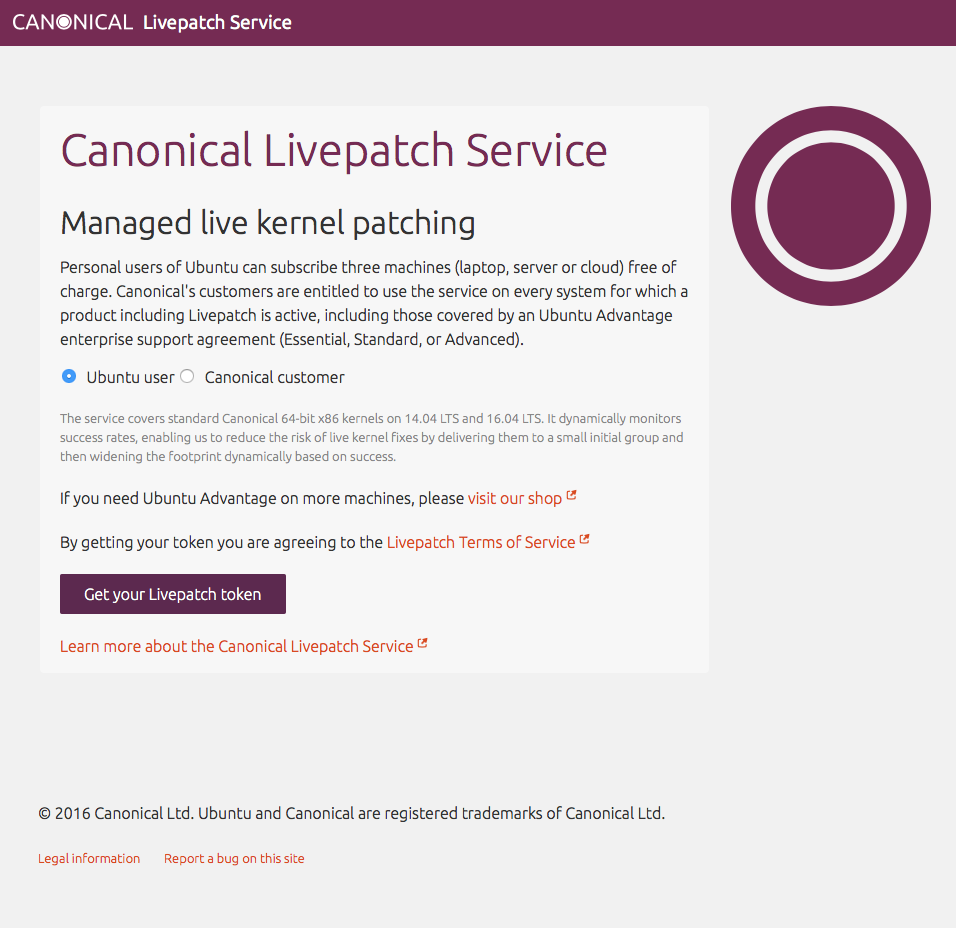 CANONICAL Livepatch Service
Canonical Livepatch Service
Managed live kernel patching
Personal users of Ubuntu can subscribe three machines (laptop, server or cloud) free of
charge. Canonical's customers are entitled to use the service on every system for which a
product including Livepatch is active, including those covered by an Ubuntu Advantage
enterprise support agreement (Essential, Standard, or Advanced).
Ubuntu user Canonical customer
The service covers standard Canonical 64-bit x86 kernels on 14.04 LTS and 16.04 LTS. It dynamically monitors
success rates, enabling us to reduce the risk of live kernel fixes by delivering them to a small initial group and
then widening the footprint dynamically based on success.
If you need Ubuntu Advantage on more machines, please visit our shop
By getting your token you are agreeing to the Livepatch Terms of Service
Get your Livepatch token
Learn more about the Canonical Livepatch Service
© 2016 Canonical Ltd. Ubuntu and Canonical are registered trademarks of Canonical Ltd.
Legal information Report a bug on this site